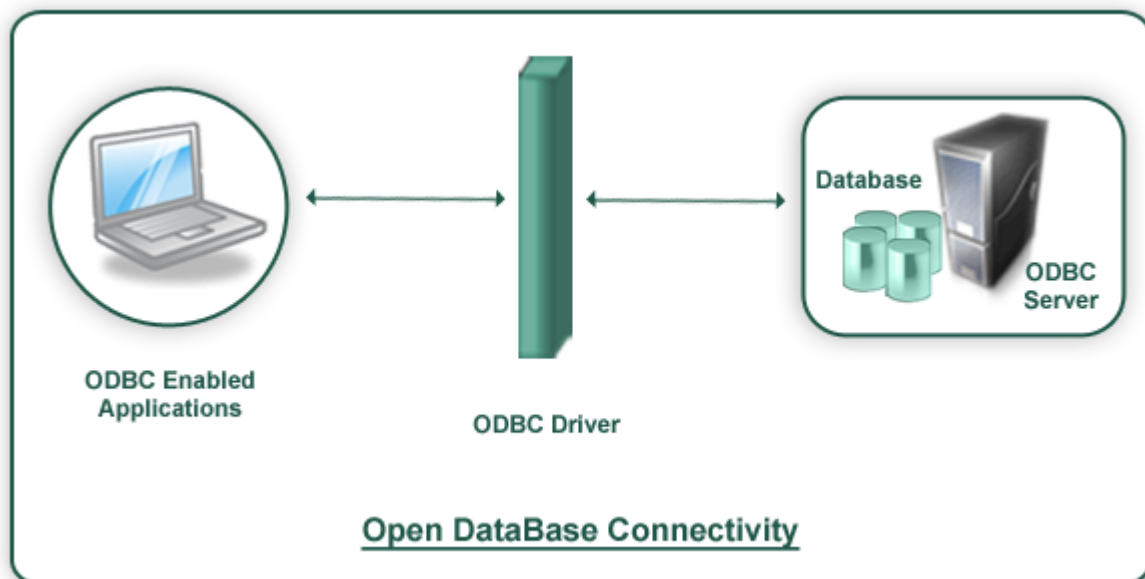 Database
ODBC
Server
ODBC Enabled
Applications
ODBC Driver
Open DataBase Connectivity